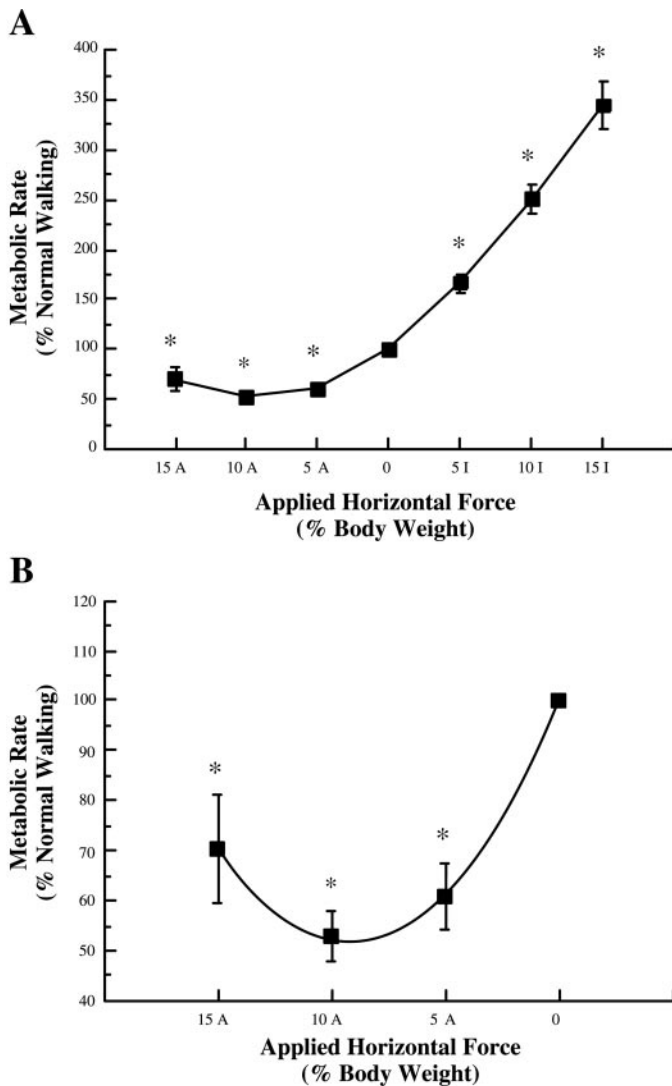 A
400
350
300
250
200
150
100
50
0
Metabolic Rate
(% Normal Walking)
* * * * * *
15 A 10 A 5 A 0 5 I 10 I 15 I
Applied Horizontal Force
(% Body Weight)
B
120
110
100
90
80
70
60
50
40
Metabolic Rate
(% Normal Walking)
* * *
15 A 10 A 5 A 0
Applied Horizontal Force
(% Body Weight)